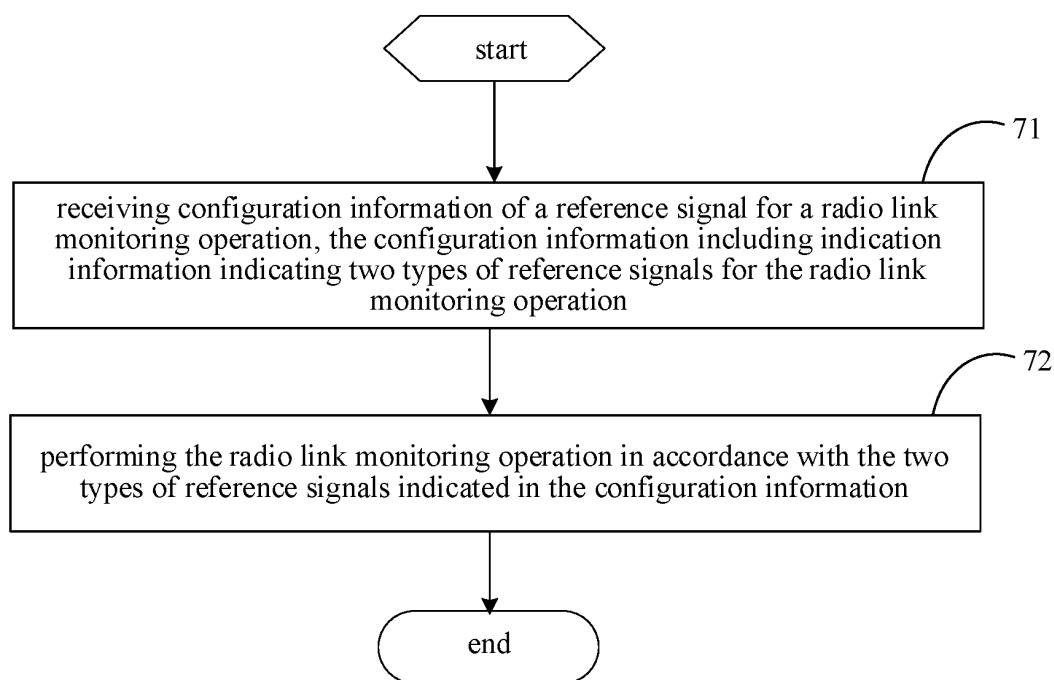 start
71
receiving configuration information of a reference signal for a radio link
monitoring operation, the configuration information including indication
information indicating two types of reference signals for the radio link
monitoring operation
72
performing the radio link monitoring operation in accordance with the two
types of reference signals indicated in the configuration information
end